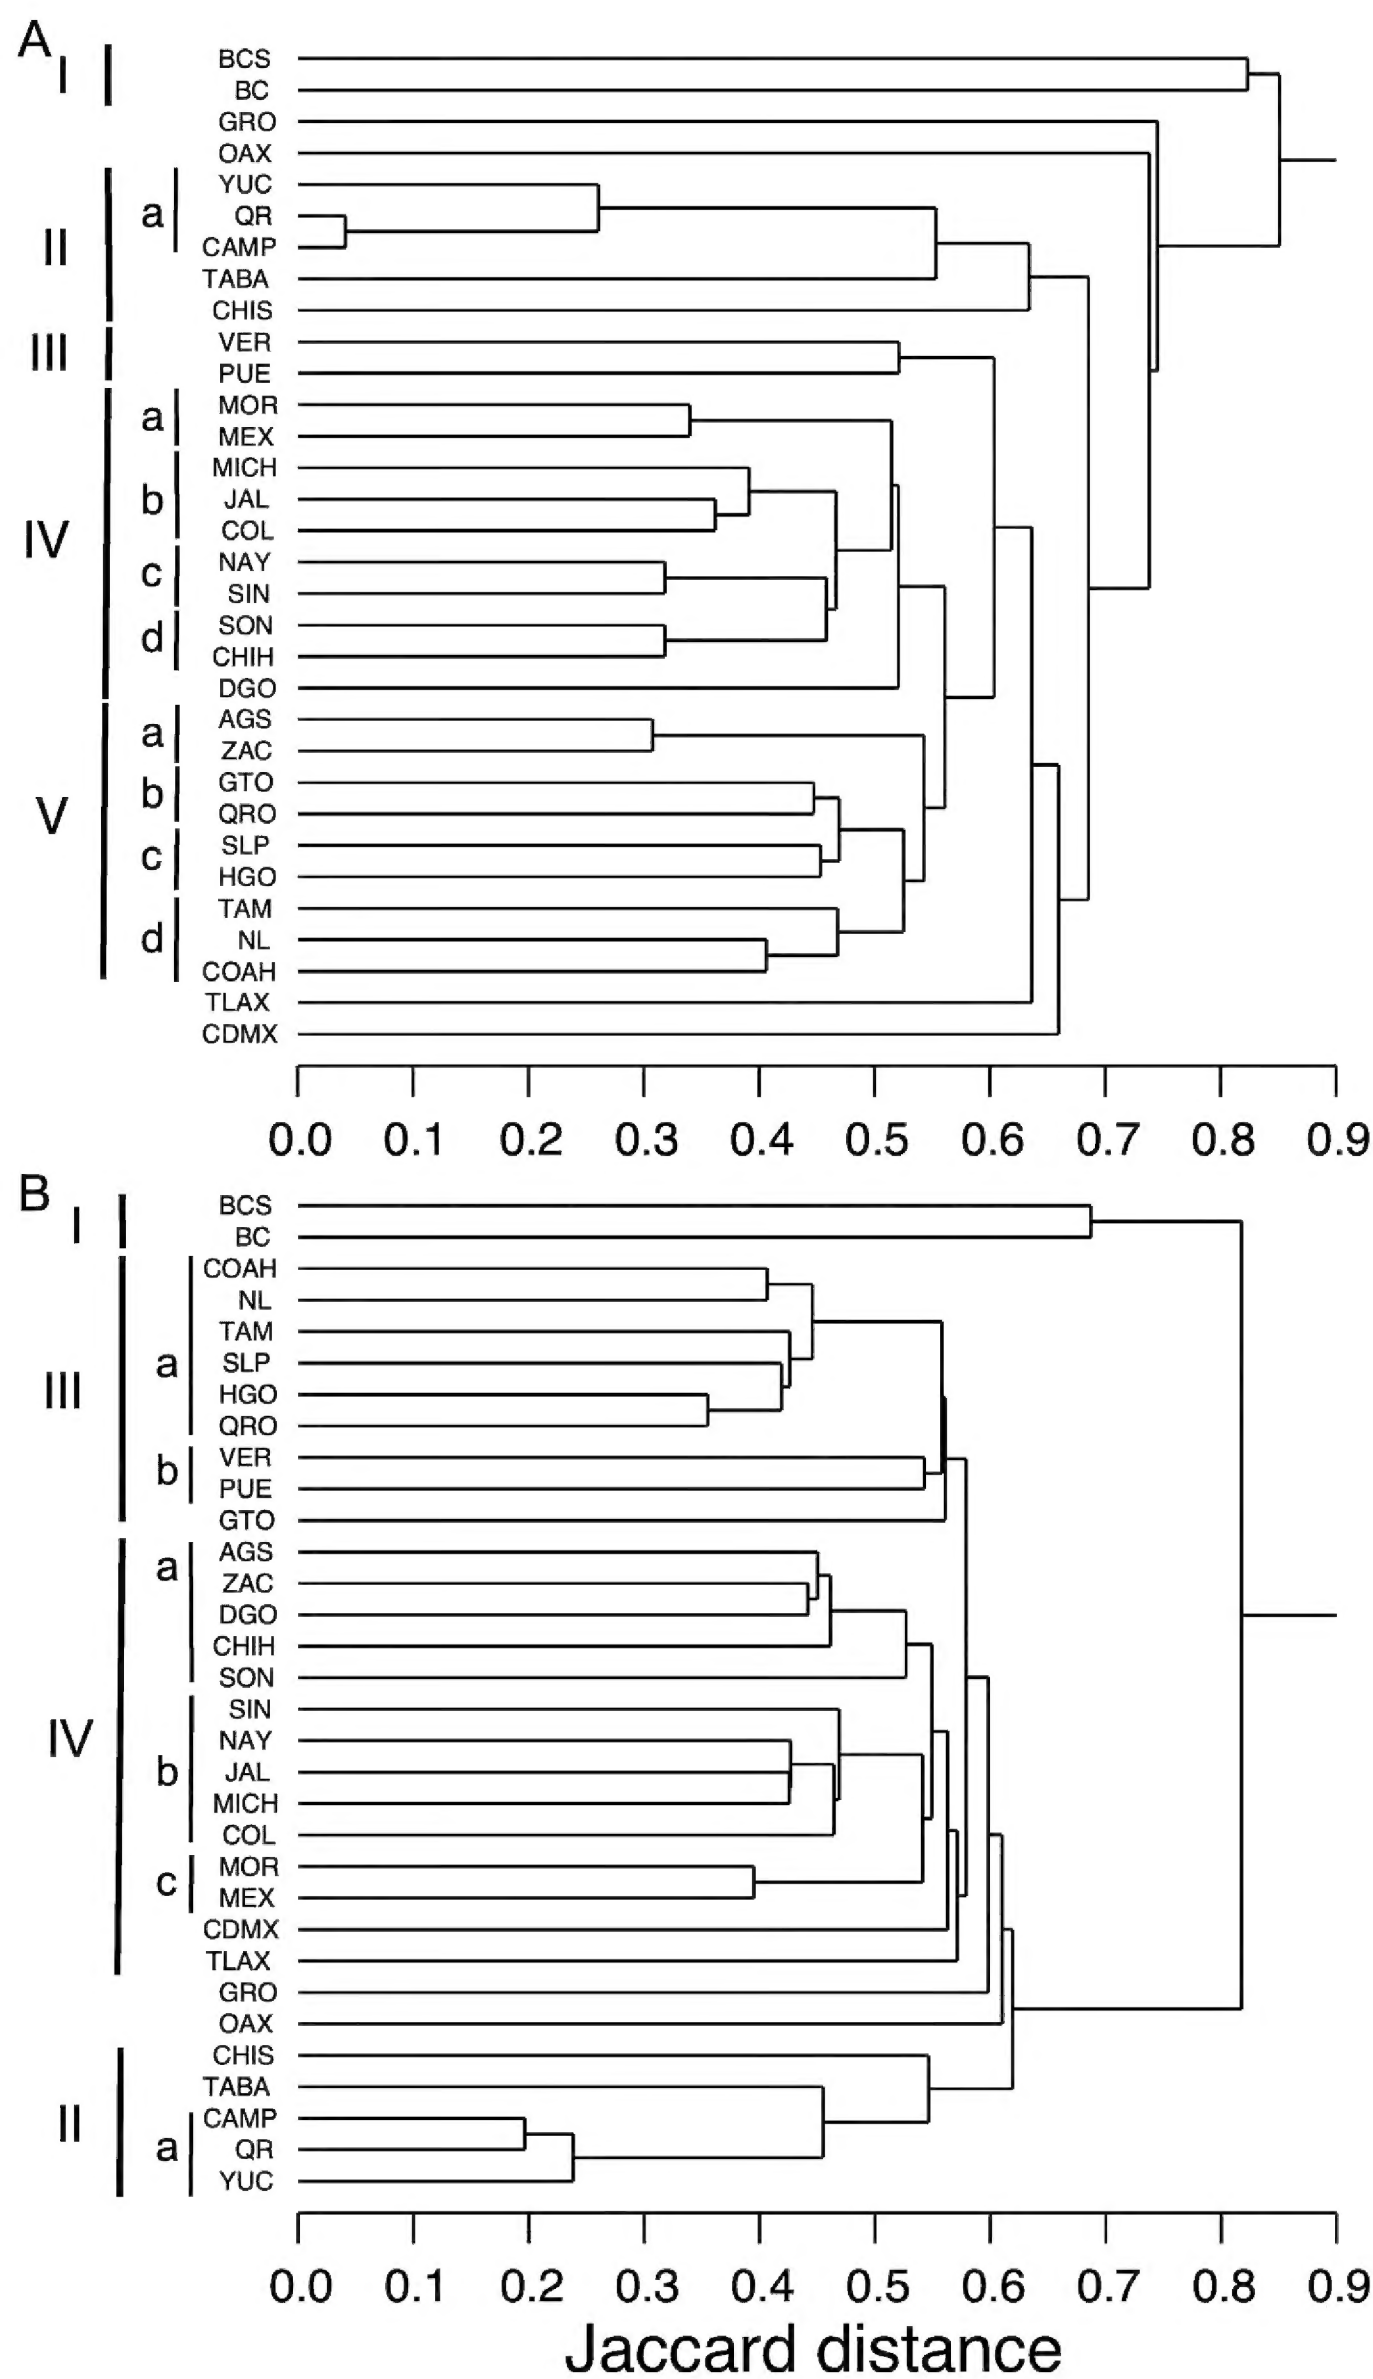 A
I
BCS
BC
GRO
OAX
YUC
a
QR
II
CAMP
TABA
CHIS
VER
III
PUE
MOR
a
MEX
MICH
b
JAL
COL
IV
NAY
c
SIN
SON
d
CHIH
DGO
AGS
a
ZAC
GTO
b
V
QRO
SLP
c
HGO
TAM
d
NL
COAH
TLAX
CDMX
0.0 0.1 0.2 0.3 0.4 0.5 0.6 0.7 0.8 0.9
B
I
BCS
BC
COAH
NL
TAM
a
SLP
III
HGO
QRO
VER
b
PUE
GTO
AGS
a
ZAC
DGO
CHIH
SON
SIN
IV
NAY
b
JAL
MICH
COL
MOR
c
MEX
CDMX
TLAX
GRO
OAX
CHIS
TABA
II
CAMP
a
QR
YUC
0.0 0.1 0.2 0.3 0.4 0.5 0.6 0.7 0.8 0.9
Jaccard distance